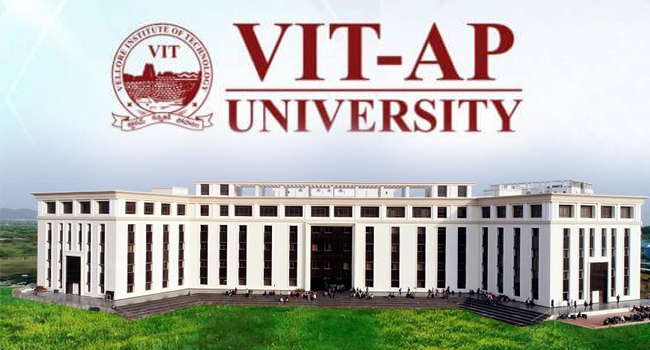 VELLORE INSTITUTE OF TECHNOLOGY
VIT
VIT-AP
UNIVERSITY